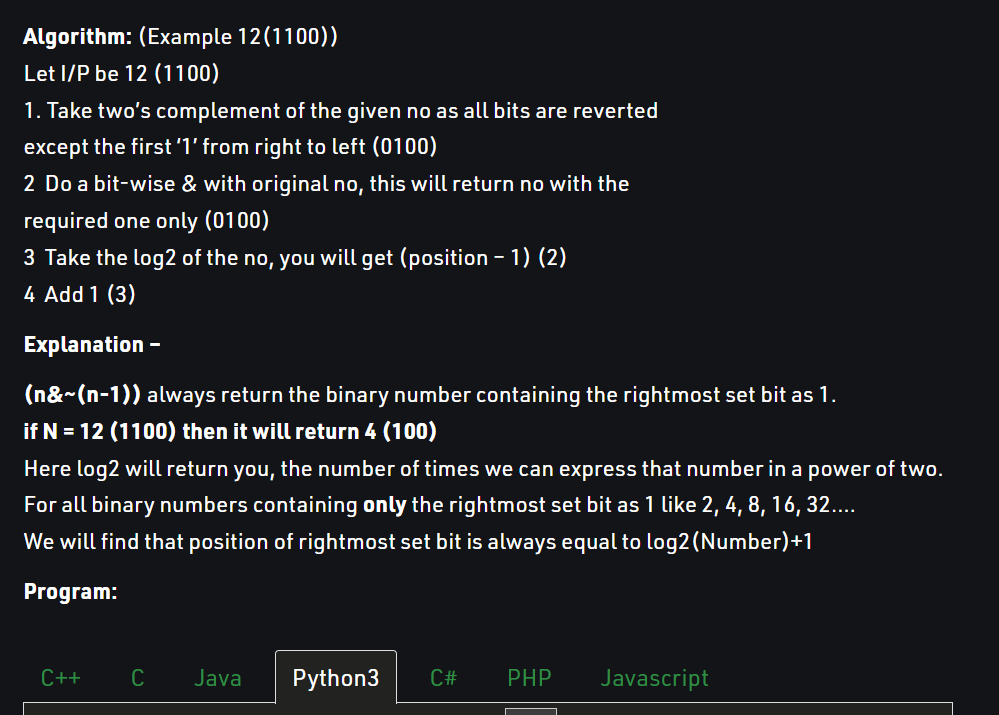 Algorithm: (Example 12(1100))
Let I/P be 12 (1100)
1. Take two’s complement of the given no as all bits are reverted
except the first ‘1’ from right to left (0100)
2  Do a bit-wise & with original no, this will return no with the
required one only (0100)
3  Take the log2 of the no, you will get (position – 1) (2)
4  Add 1 (3)
Explanation –
(n&~(n-1)) always return the binary number containing the rightmost set bit as 1.
if N = 12 (1100) then it will return 4 (100)
Here log2 will return you, the number of times we can express that number in a power of two.
For all binary numbers containing only the rightmost set bit as 1 like 2, 4, 8, 16, 32….
We will find that position of rightmost set bit is always equal to log2(Number)+1
Program:
C++ C Java Python3 C# PHP Javascript